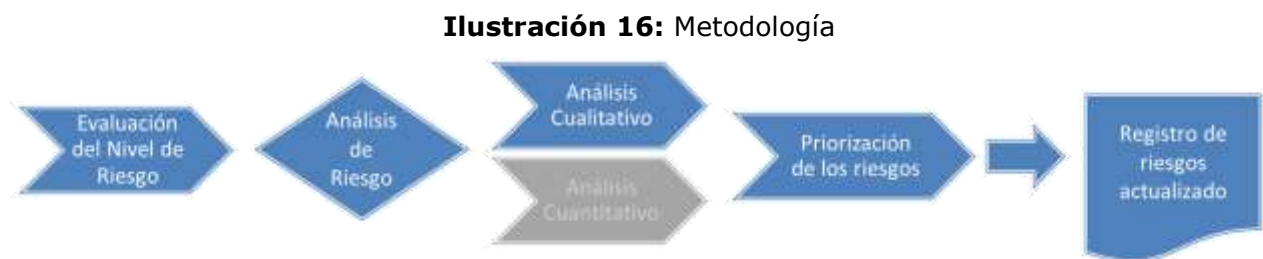 Ilustración 16: Metodología
Evaluación
del Nivel de
Riesgo
Análisis
de
Riesgo
Análisis
Cualitativo
Análisis
Cuantitativo
Priorización
de los riesgos
Registro de
riesgos
actualizado